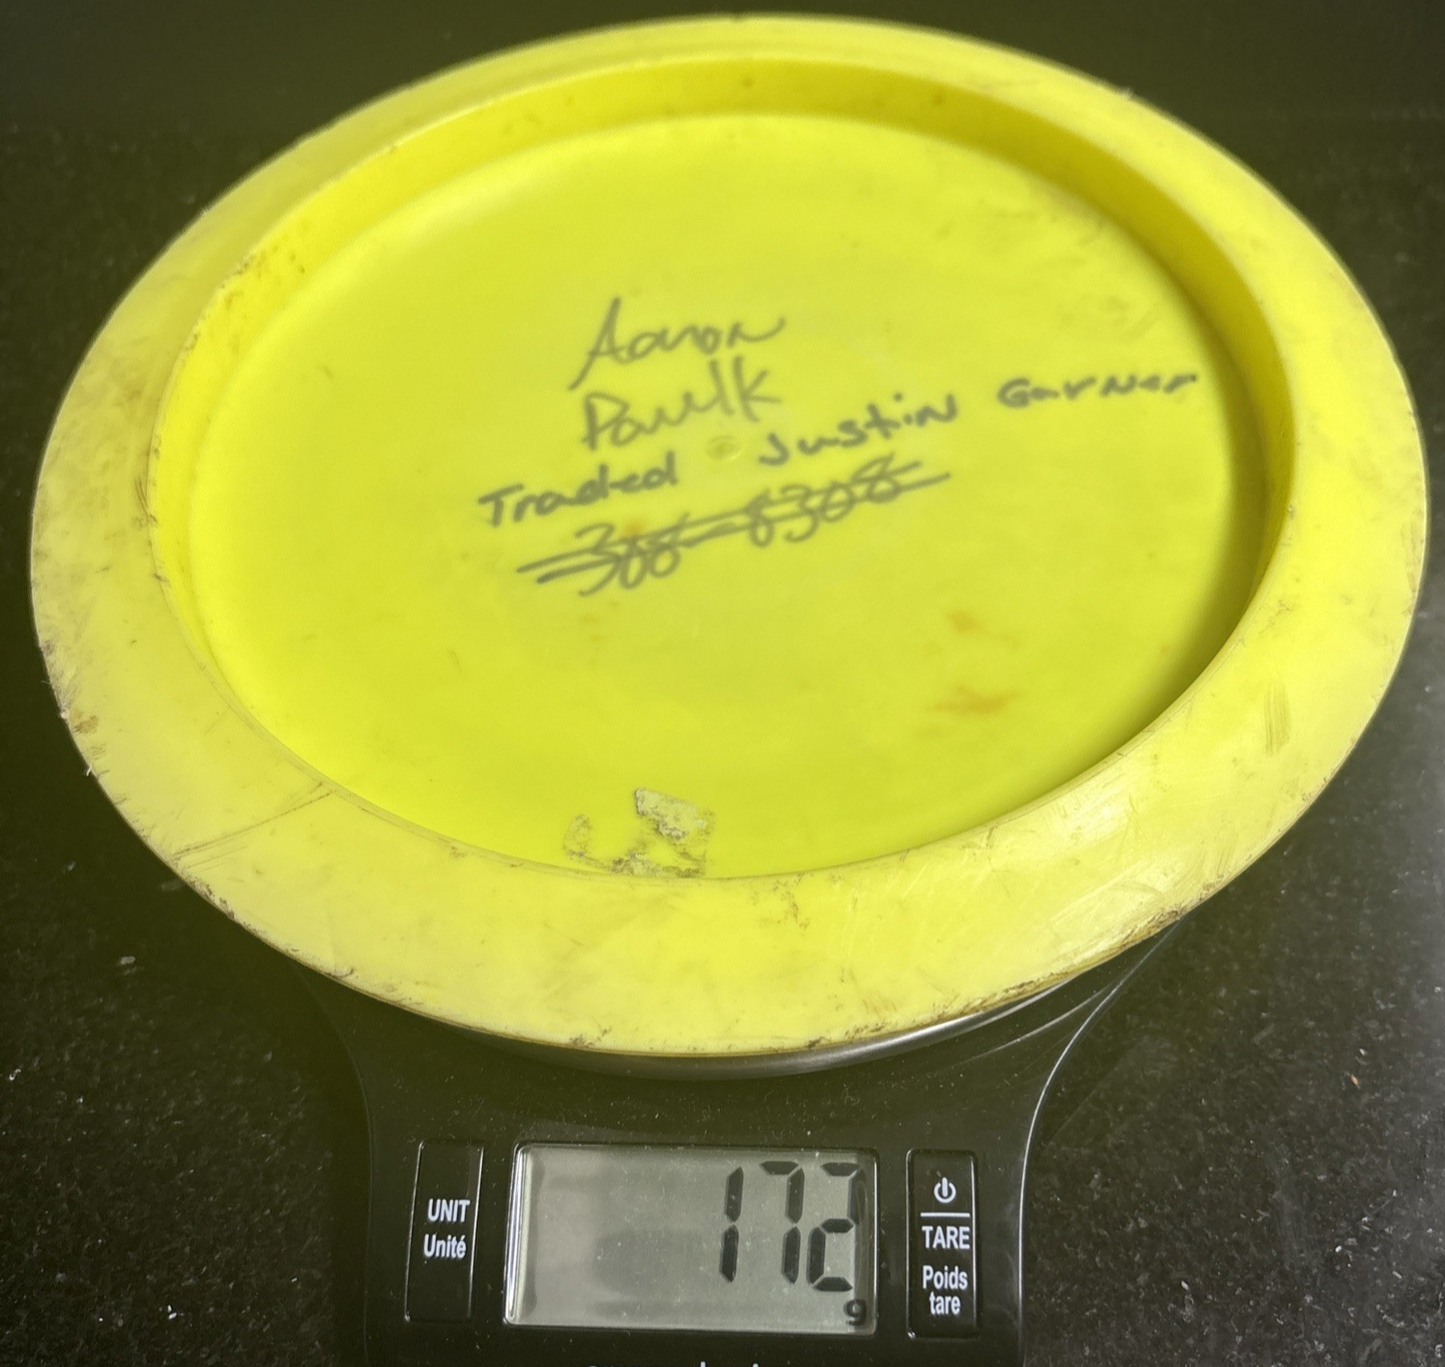 Aaron
Paulk
Traded Justin Garner
172
g
UNIT
Unité
TARE
Poids
tare